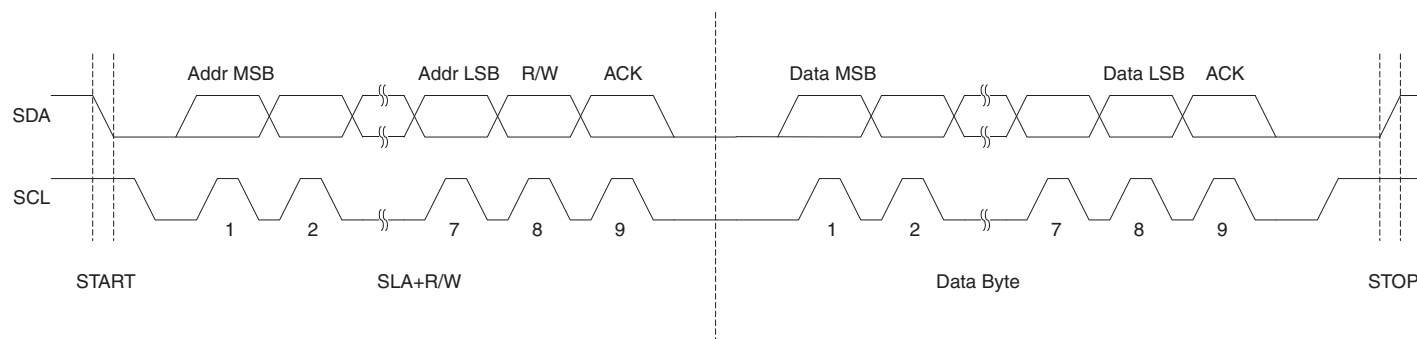 Addr MSB Addr LSB R/W ACK Data MSB Data LSB ACK
SDA
SCL
1 2 7 8 9 1 2 7 8 9
START SLA+R/W Data Byte STOP